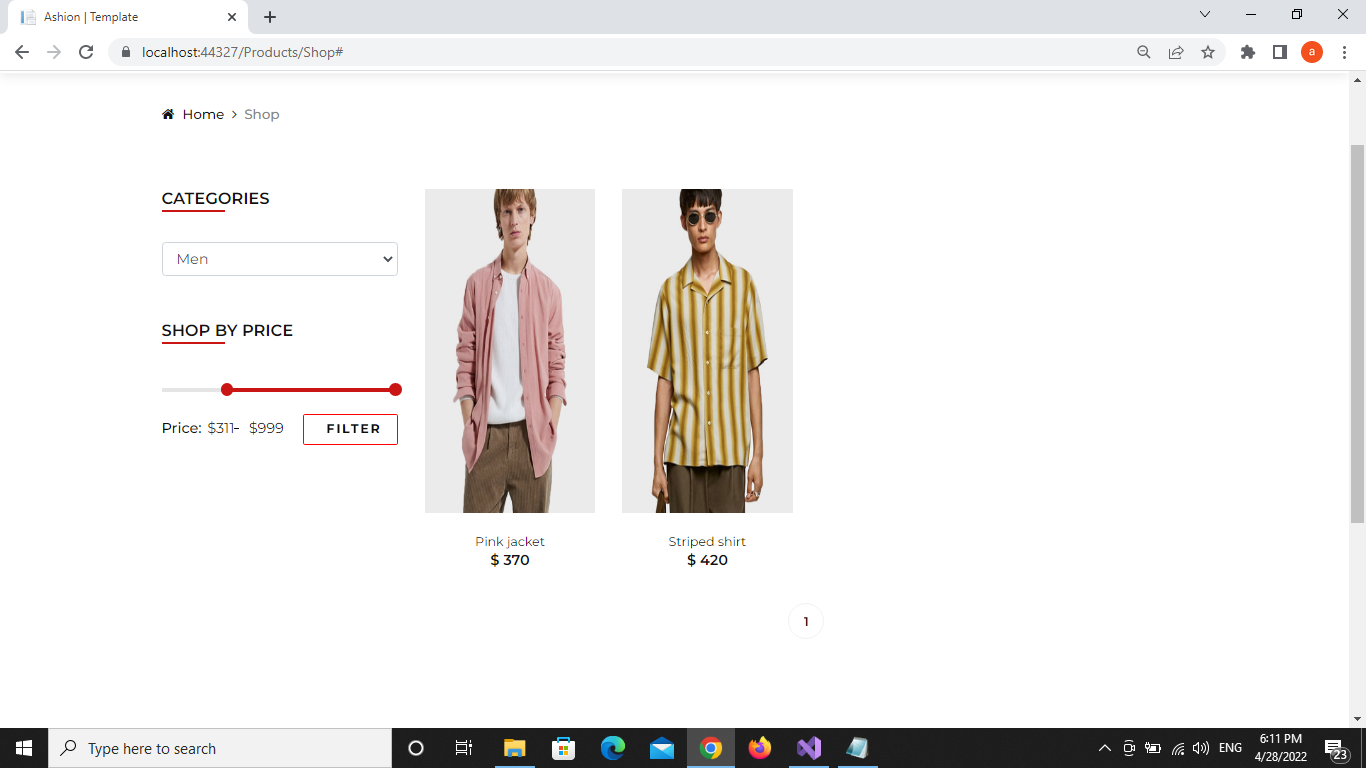 Ashion | Template
localhost:44327/Products/Shop#
a
Home > Shop
CATEGORIES
Men
SHOP BY PRICE
Price: $311- $999
FILTER
Pink jacket
$ 370
Striped shirt
$ 420
1
Type here to search
ENG
6:11 PM
4/28/2022
23